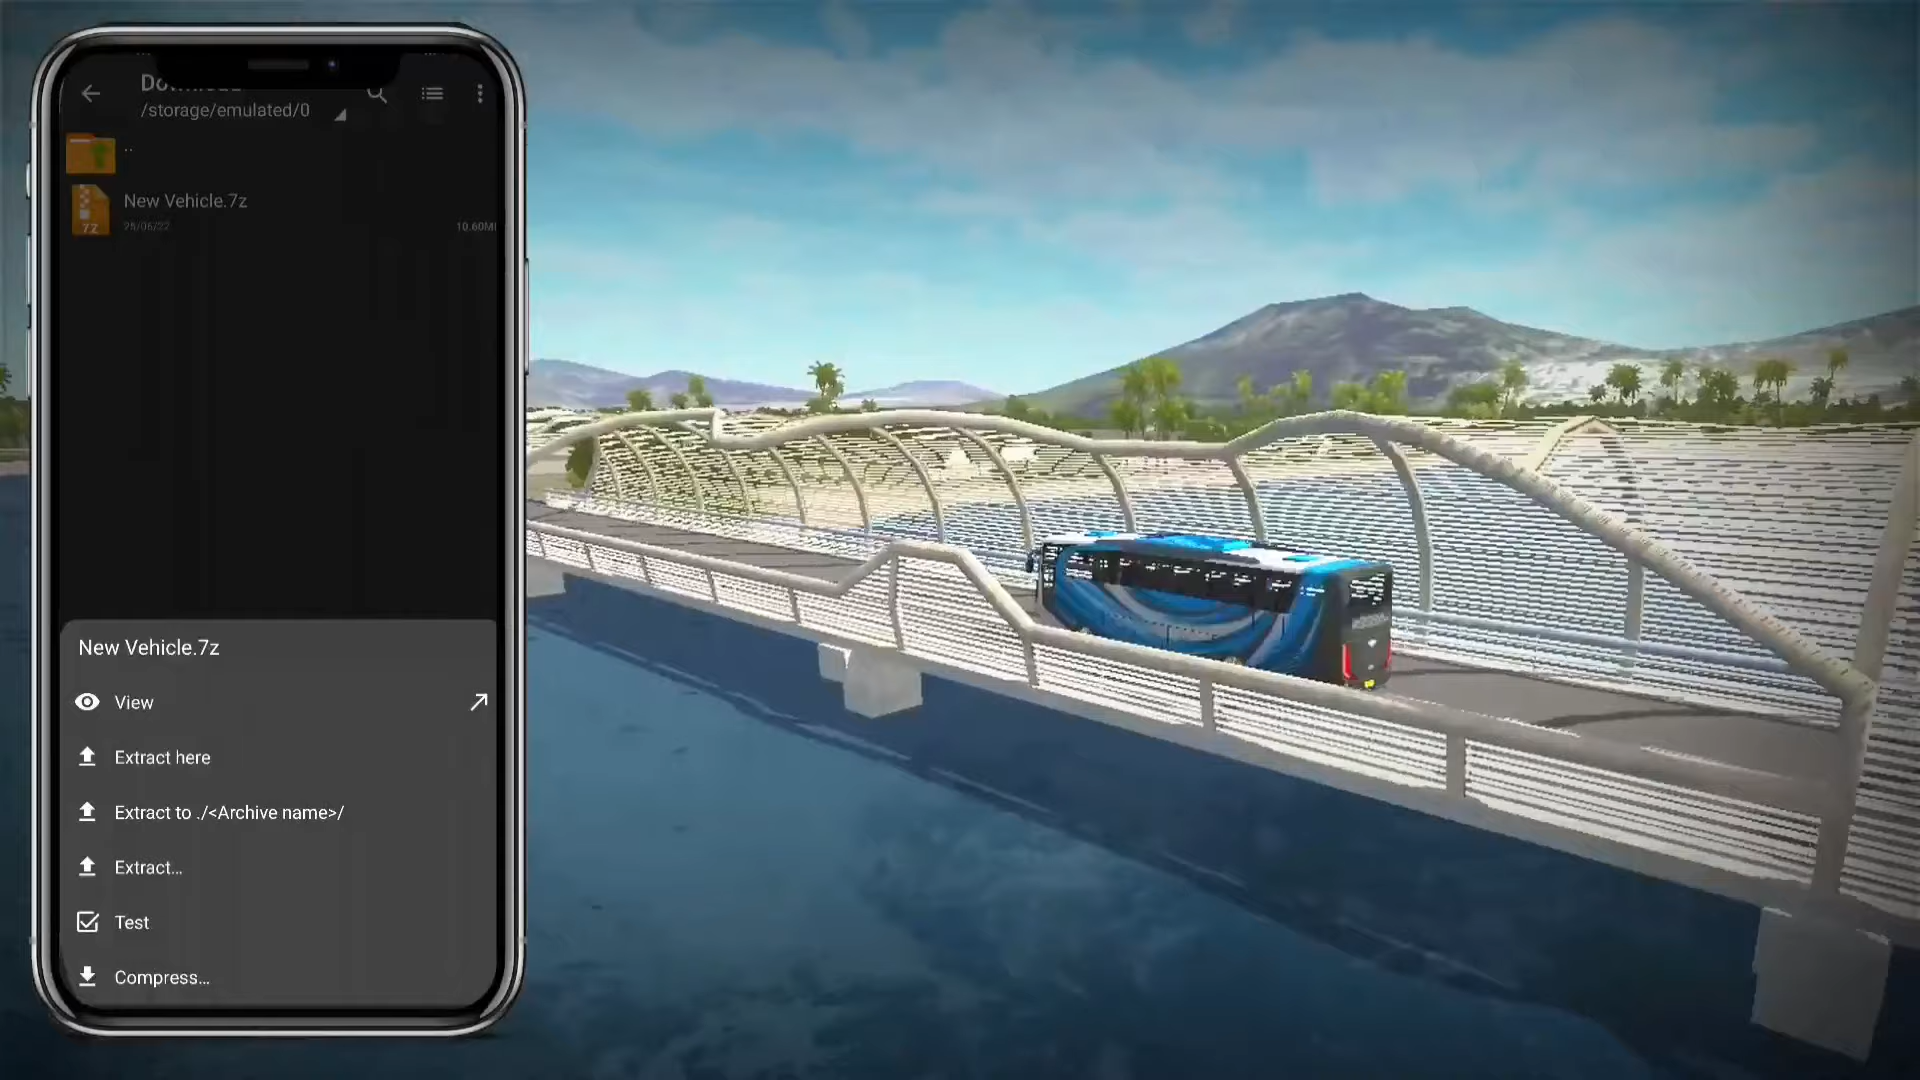 /storage/emulated/0
..
New Vehicle.7z
7Z
New Vehicle.7z
View
Extract here
Extract to ./<Archive name>/
Extract...
Test
Compress...